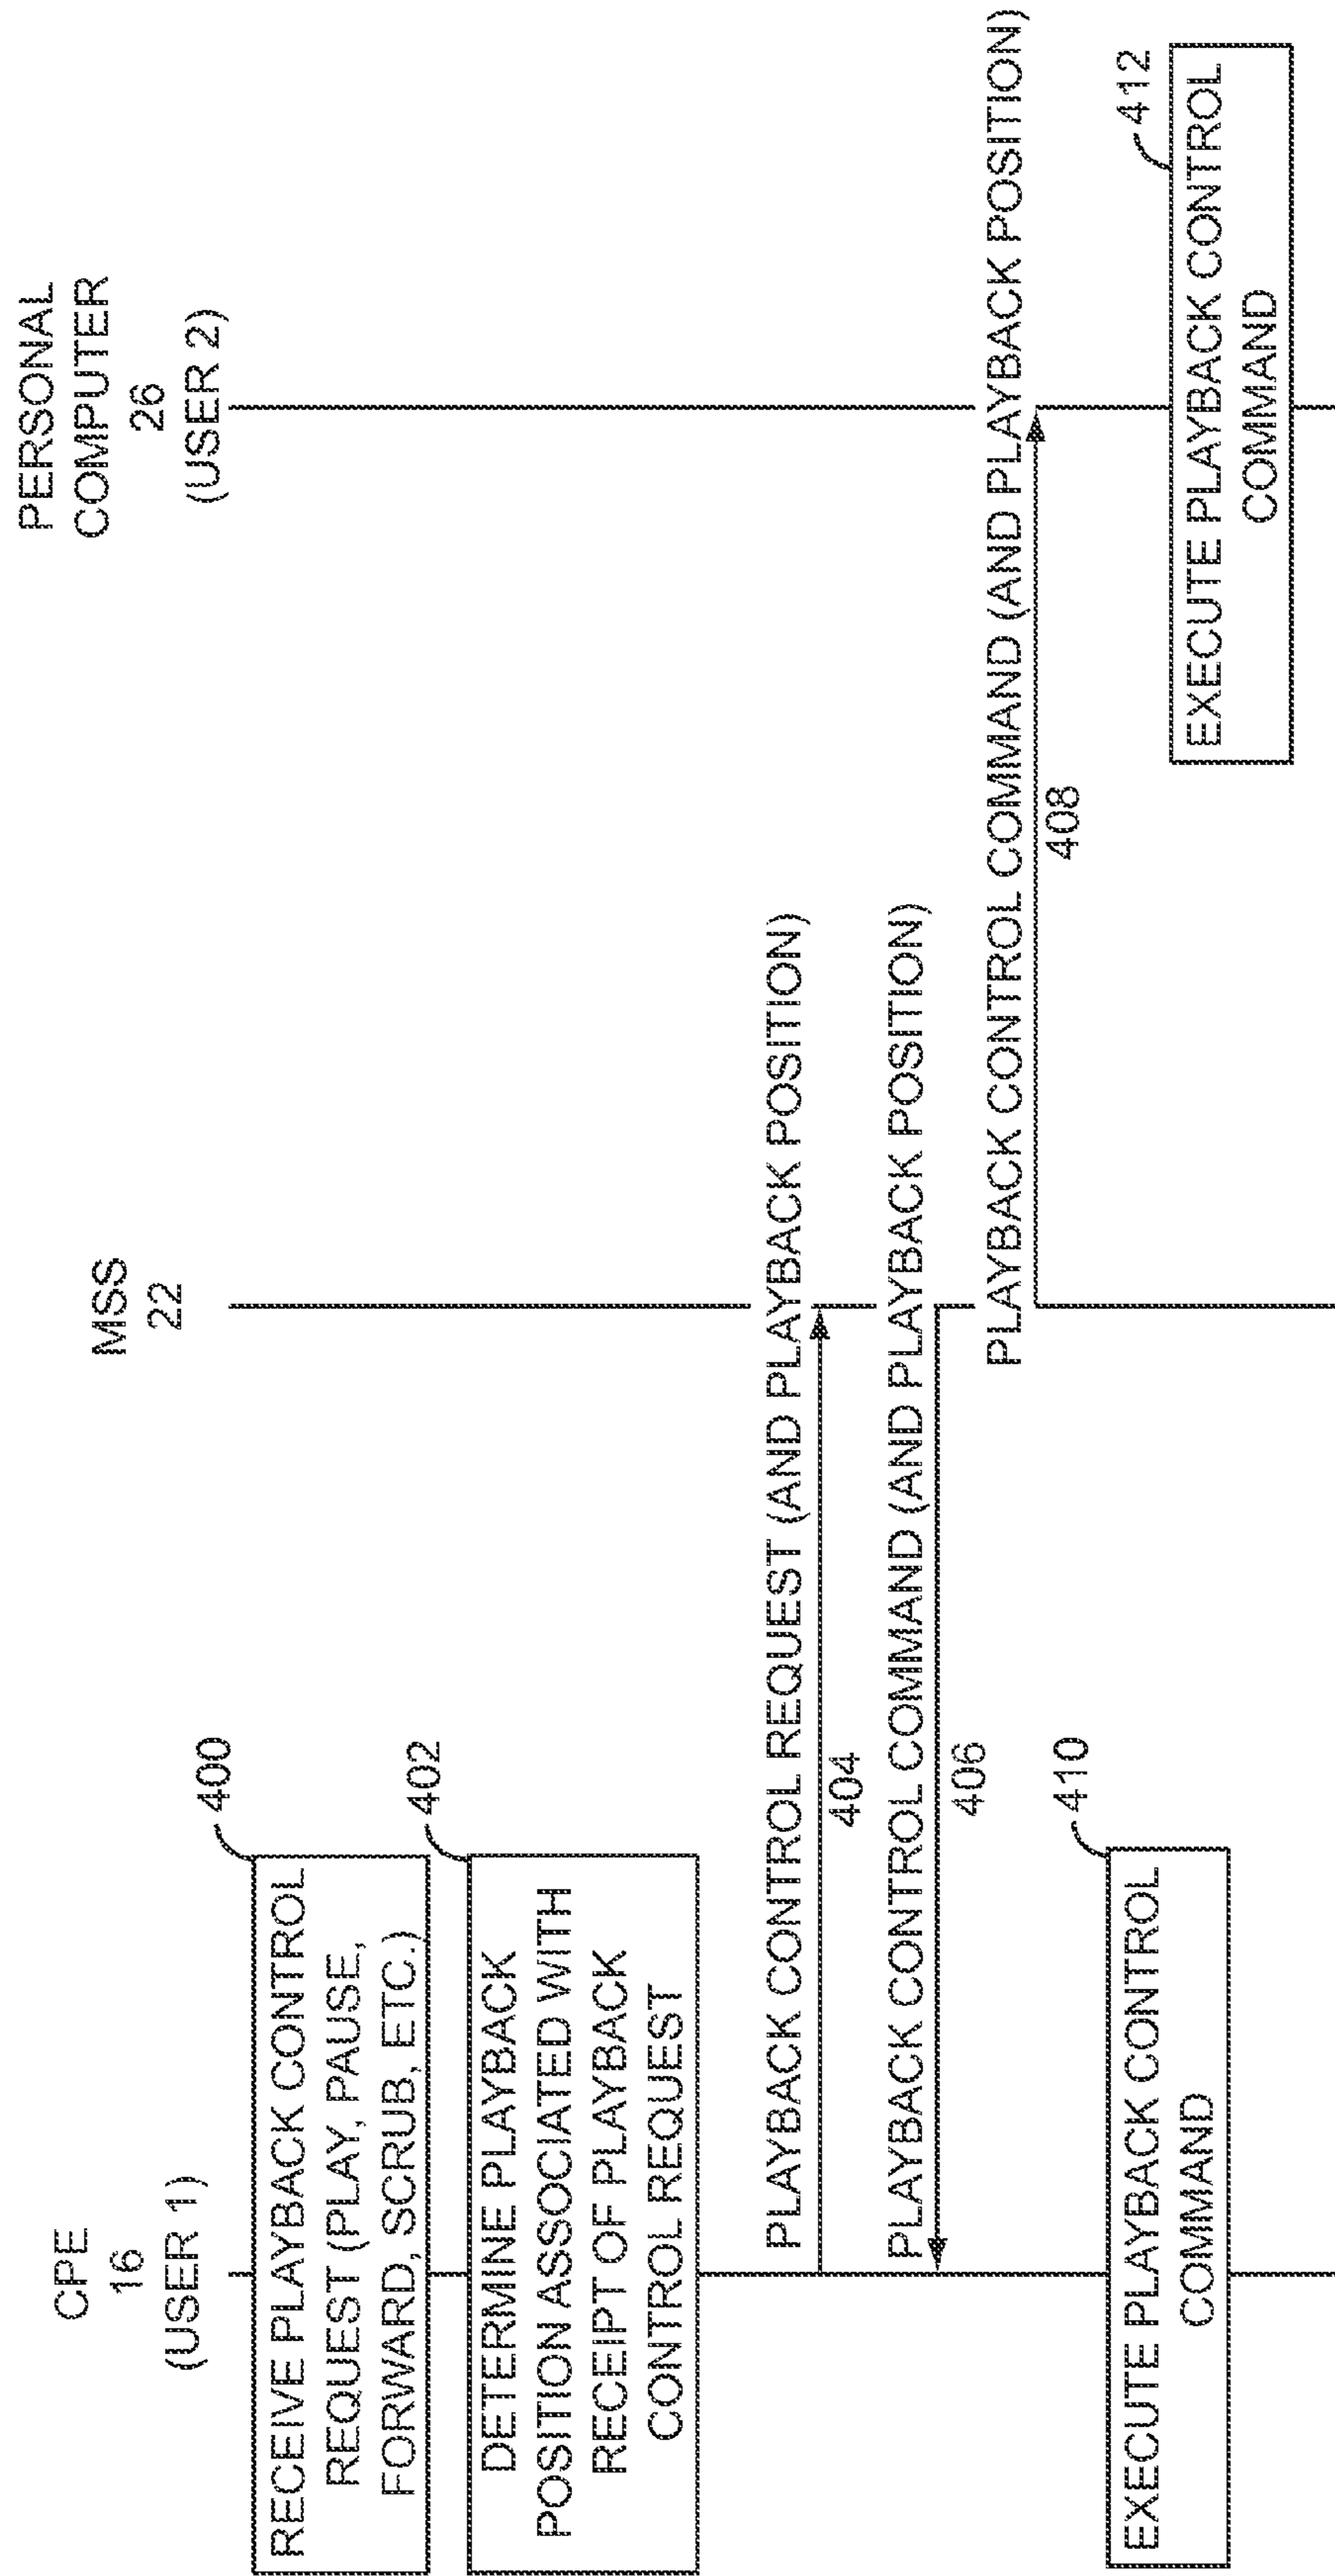 CPE
16
(USER 1)
MSS
22
PERSONAL
COMPUTER
26
(USER 2)
400
RECEIVE PLAYBACK CONTROL
REQUEST (PLAY, PAUSE,
FORWARD, SCRUB, ETC.)
402
DETERMINE PLAYBACK
POSITION ASSOCIATED WITH
RECEIPT OF PLAYBACK
CONTROL REQUEST
PLAYBACK CONTROL REQUEST (AND PLAYBACK POSITION)
404
PLAYBACK CONTROL COMMAND (AND PLAYBACK POSITION)
406
PLAYBACK CONTROL COMMAND (AND PLAYBACK POSITION)
408
410
EXECUTE PLAYBACK CONTROL
COMMAND
412
EXECUTE PLAYBACK CONTROL
COMMAND